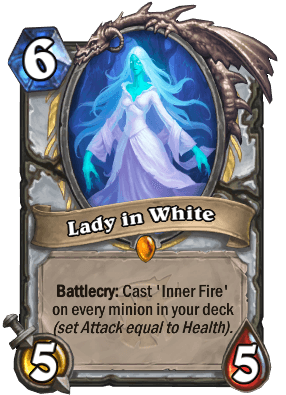 6
Lady in White
Battlecry: Cast 'Inner Fire'
on every minion in your deck
(set Attack equal to Health).
5 5